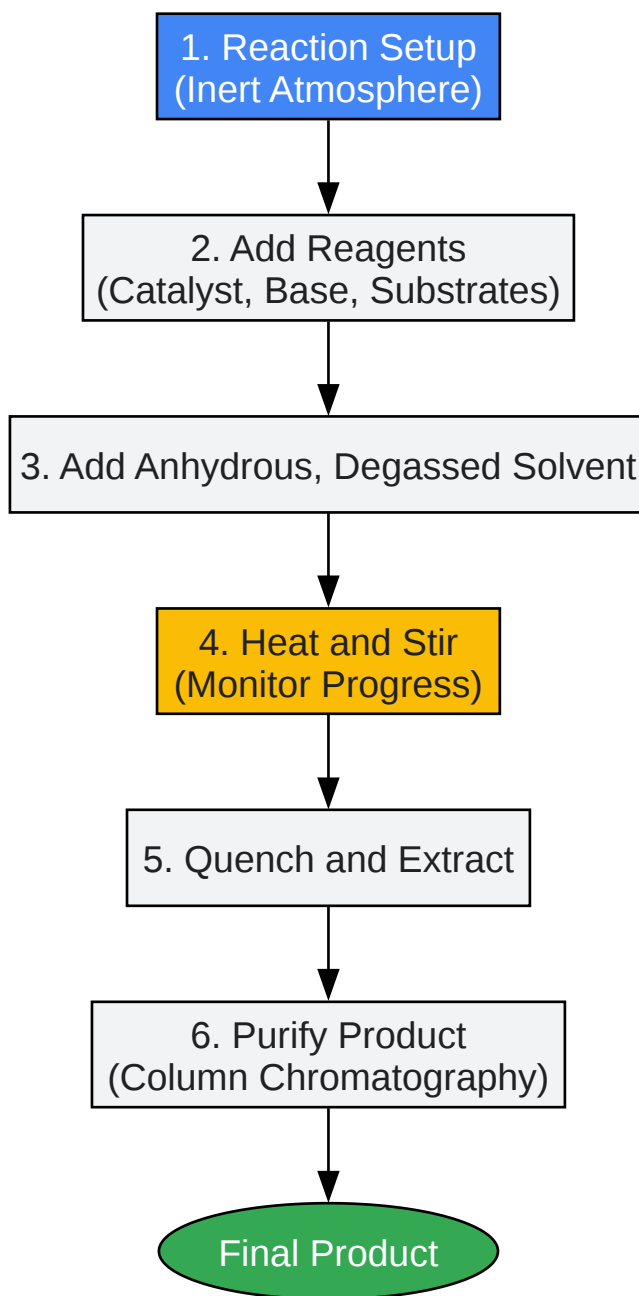 1. Reaction Setup
(Inert Atmosphere)
2. Add Reagents
(Catalyst, Base, Substrates)
3. Add Anhydrous, Degassed Solvent
4. Heat and Stir
(Monitor Progress)
5. Quench and Extract
6. Purify Product
(Column Chromatography)
Final Product